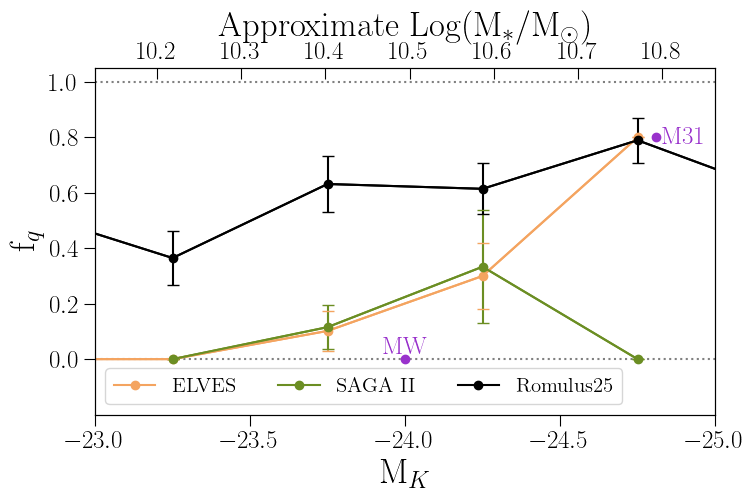 Approximate Log(M*/M⊙)
10.2 10.3 10.4 10.5 10.6 10.7 10.8
1.0
0.8
0.6
0.4
0.2
0.0
f_q
M31
MW
ELVES SAGA II Romulus25
−23.0 −23.5 −24.0 −24.5 −25.0
M_K